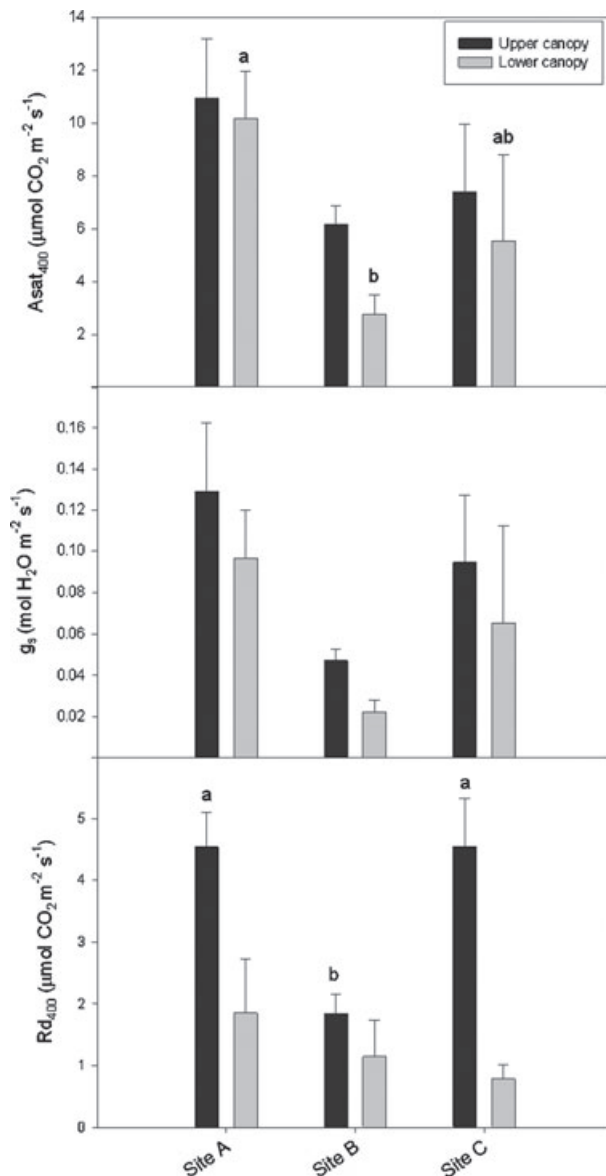 14
12
10
8
6
4
2
Asat₄₀₀ (μmol CO₂ m⁻² s⁻¹)
Upper canopy
Lower canopy
a
b
ab
0.16
0.14
0.12
0.10
0.08
0.06
0.04
0.02
gₛ (mol H₂O m⁻² s⁻¹)
5
4
3
2
1
0
Rd₄₀₀ (μmol CO₂ m⁻² s⁻¹)
a
b
a
Site A
Site B
Site C